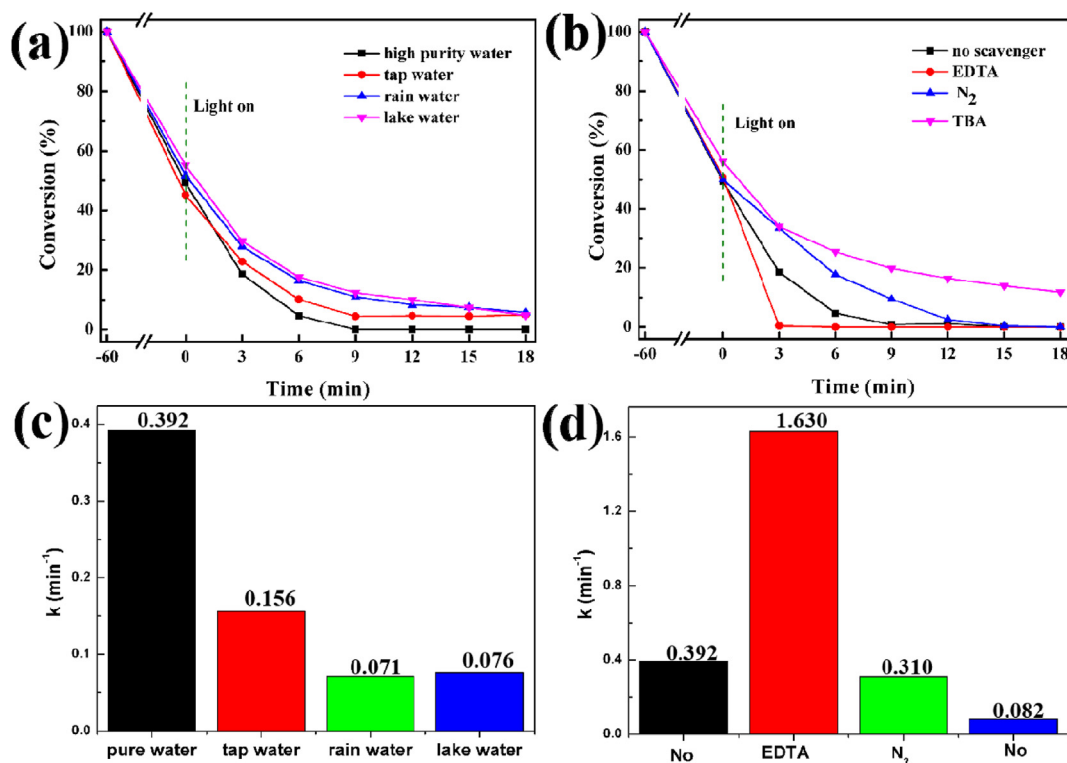 (a)
high purity water
tap water
rain water
lake water
Light on
Conversion (%)
100
80
60
40
20
0
-60 0 3 6 9 12 15 18
Time (min)
(b)
no scavenger
EDTA
N₂
TBA
Light on
Conversion (%)
100
80
60
40
20
0
-60 0 3 6 9 12 15 18
Time (min)
(c)
0.392
0.156
0.071
0.076
k (min⁻¹)
0.4
0.3
0.2
0.1
0.0
pure water tap water rain water lake water
(d)
1.630
0.392
0.310
0.082
k (min⁻¹)
1.6
1.2
0.8
0.4
0.0
No EDTA N₂ No